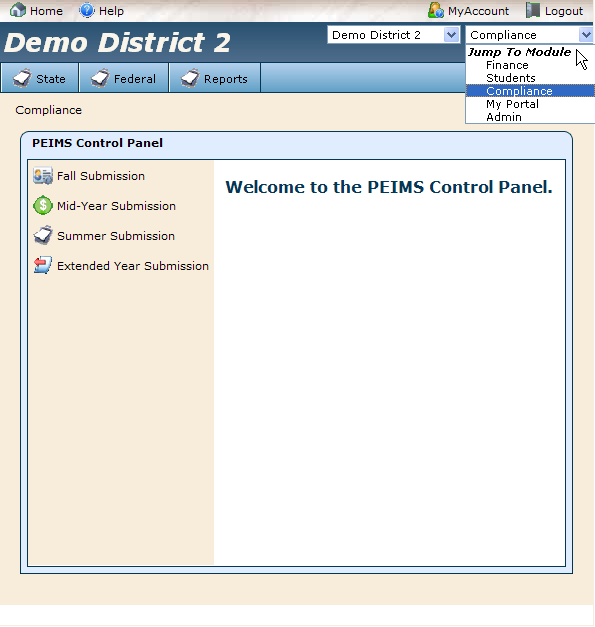 Home Help MyAccount Logout
Demo District 2 Demo District 2 Compliance
Jump To Module
Finance
Students
Compliance
My Portal
Admin
State Federal Reports
Compliance
PEIMS Control Panel
Fall Submission
Mid-Year Submission
Summer Submission
Extended Year Submission
Welcome to the PEIMS Control Panel.